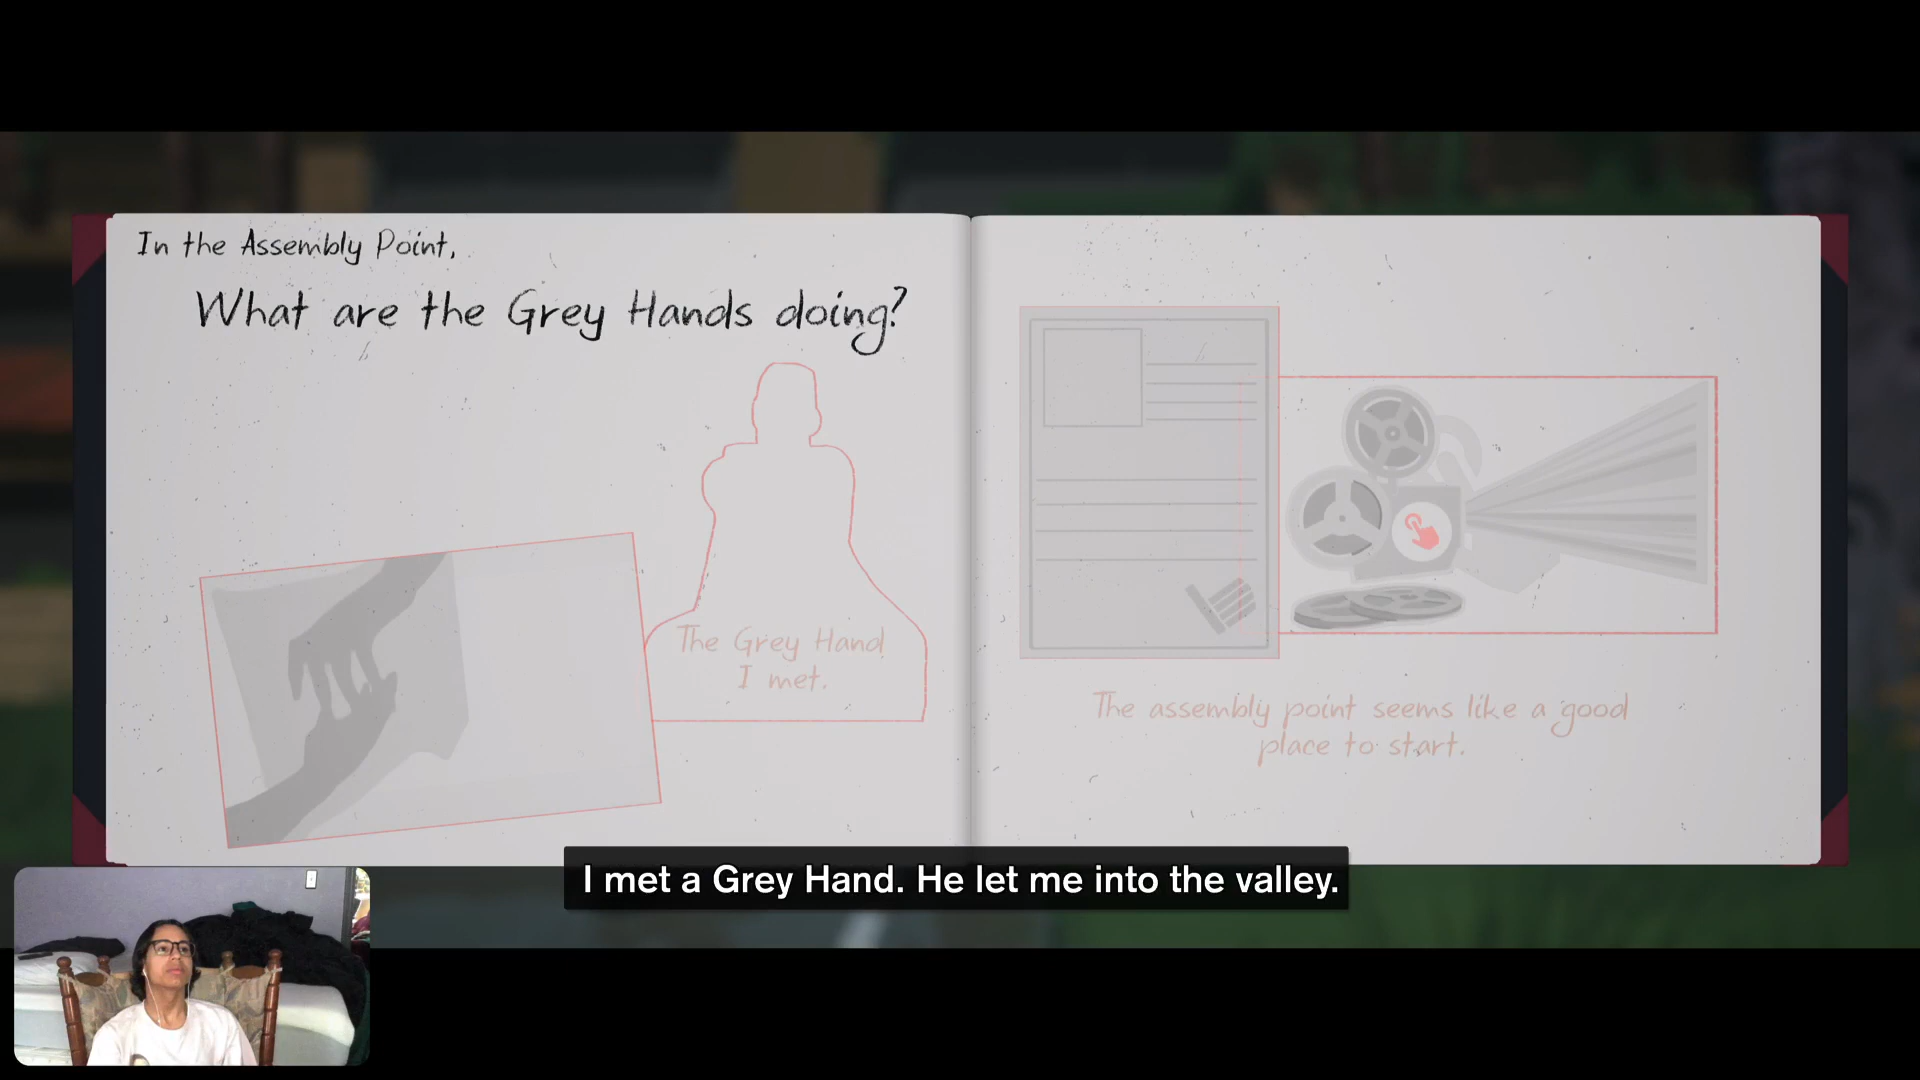 In the Assembly Point,
What are the Grey Hands doing?
The Grey Hand
I met.
The assembly point seems like a good
place to start.
I met a Grey Hand. He let me into the valley.